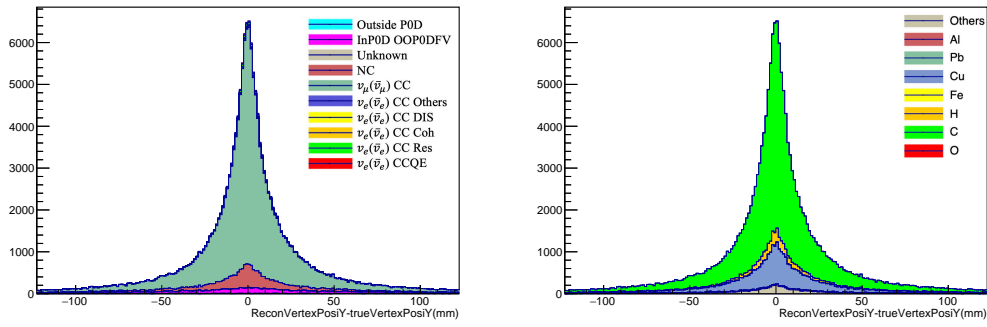 6000
5000
4000
3000
2000
1000
0
−100
−50
0
50
100
ReconVertexPosiY-trueVertexPosiY(mm)
Outside P0D
InP0D OOP0DFV
Unknown
NC
νμ(ν̄μ) CC
νe(ν̄e) CC Others
νe(ν̄e) CC DIS
νe(ν̄e) CC Coh
νe(ν̄e) CC Res
νe(ν̄e) CCQE
6000
5000
4000
3000
2000
1000
0
−100
−50
0
50
100
ReconVertexPosiY-trueVertexPosiY(mm)
Others
Al
Pb
Cu
Fe
H
C
O